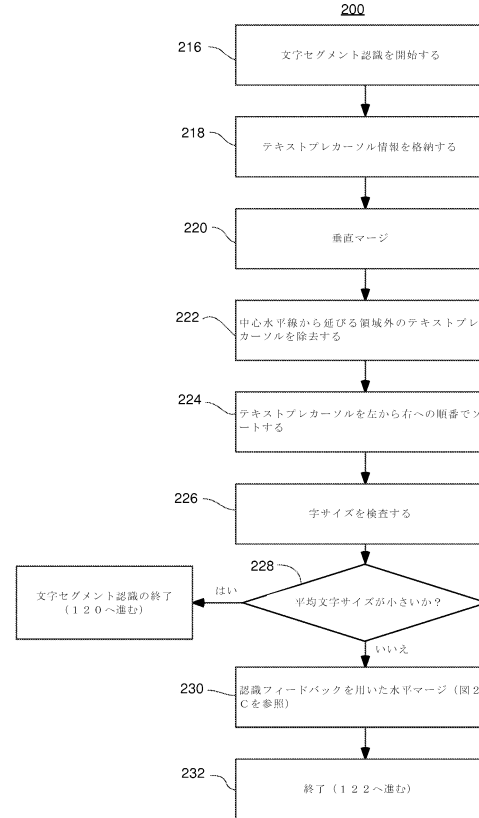 200
216
文字セグメント認識を開始する
218
テキストプレカーソル情報を格納する
220
垂直マージ
222
中心水平線から延びる領域外のテキストプレ
カーソルを除去する
224
テキストプレカーソルを左から右への順番でソ
ートする
226
字サイズを検査する
228
平均文字サイズが小さいか？
はい
文字セグメント認識の終了
（１２０へ進む）
いいえ
230
認識フィードバックを用いた水平マージ（図２
Ｃを参照）
232
終了（１２２へ進む）